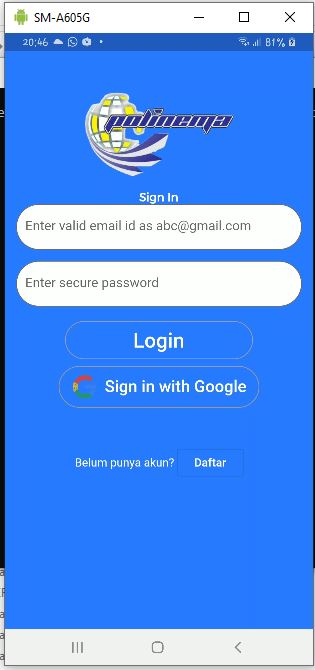 SM-A605G
20;46
81%
polinema
Sign In
Enter valid email id as abc@gmail.com
Enter secure password
Login
Sign in with Google
Belum punya akun? Daftar